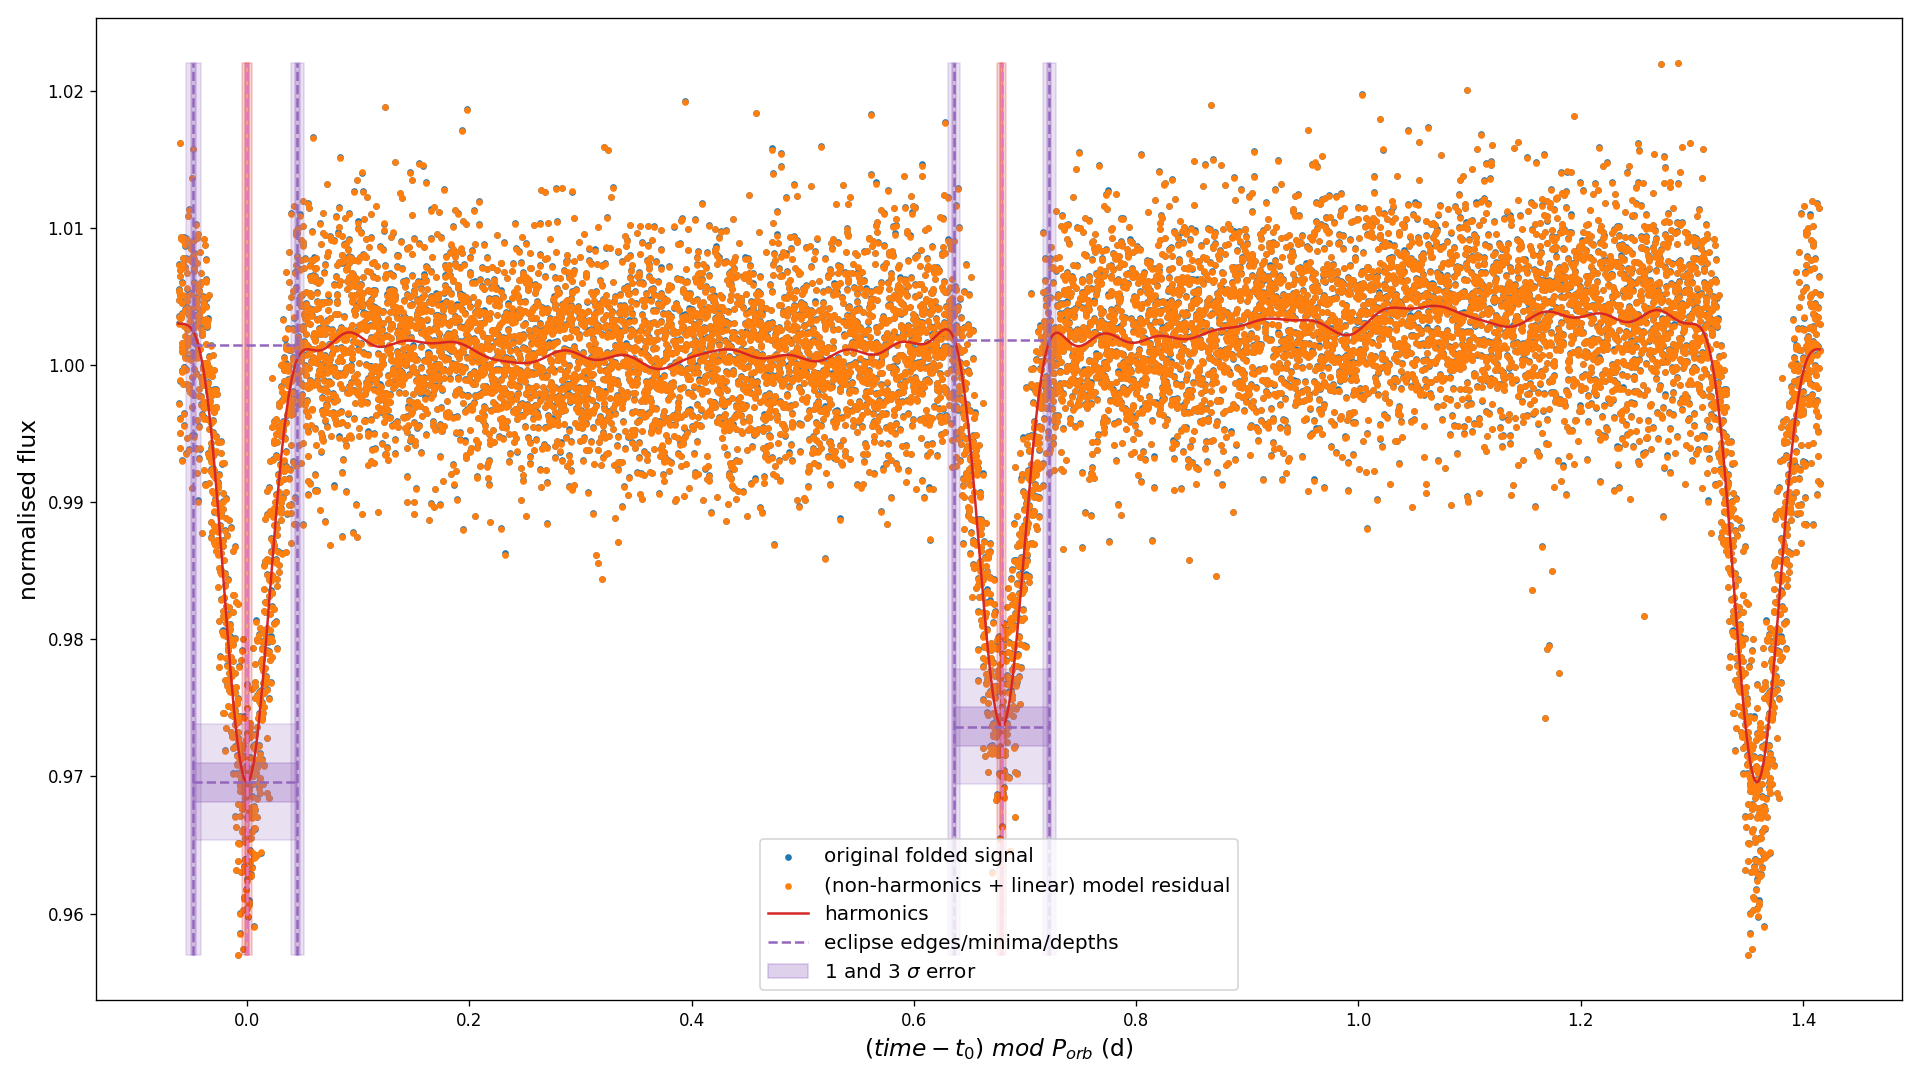 normalised flux
1.02
1.01
1.00
0.99
0.98
0.97
0.96
original folded signal
(non-harmonics + linear) model residual
harmonics
eclipse edges/minima/depths
1 and 3 σ error
0.0 0.2 0.4 0.6 0.8 1.0 1.2 1.4
(time − t₀) mod Pₒᵣb (d)